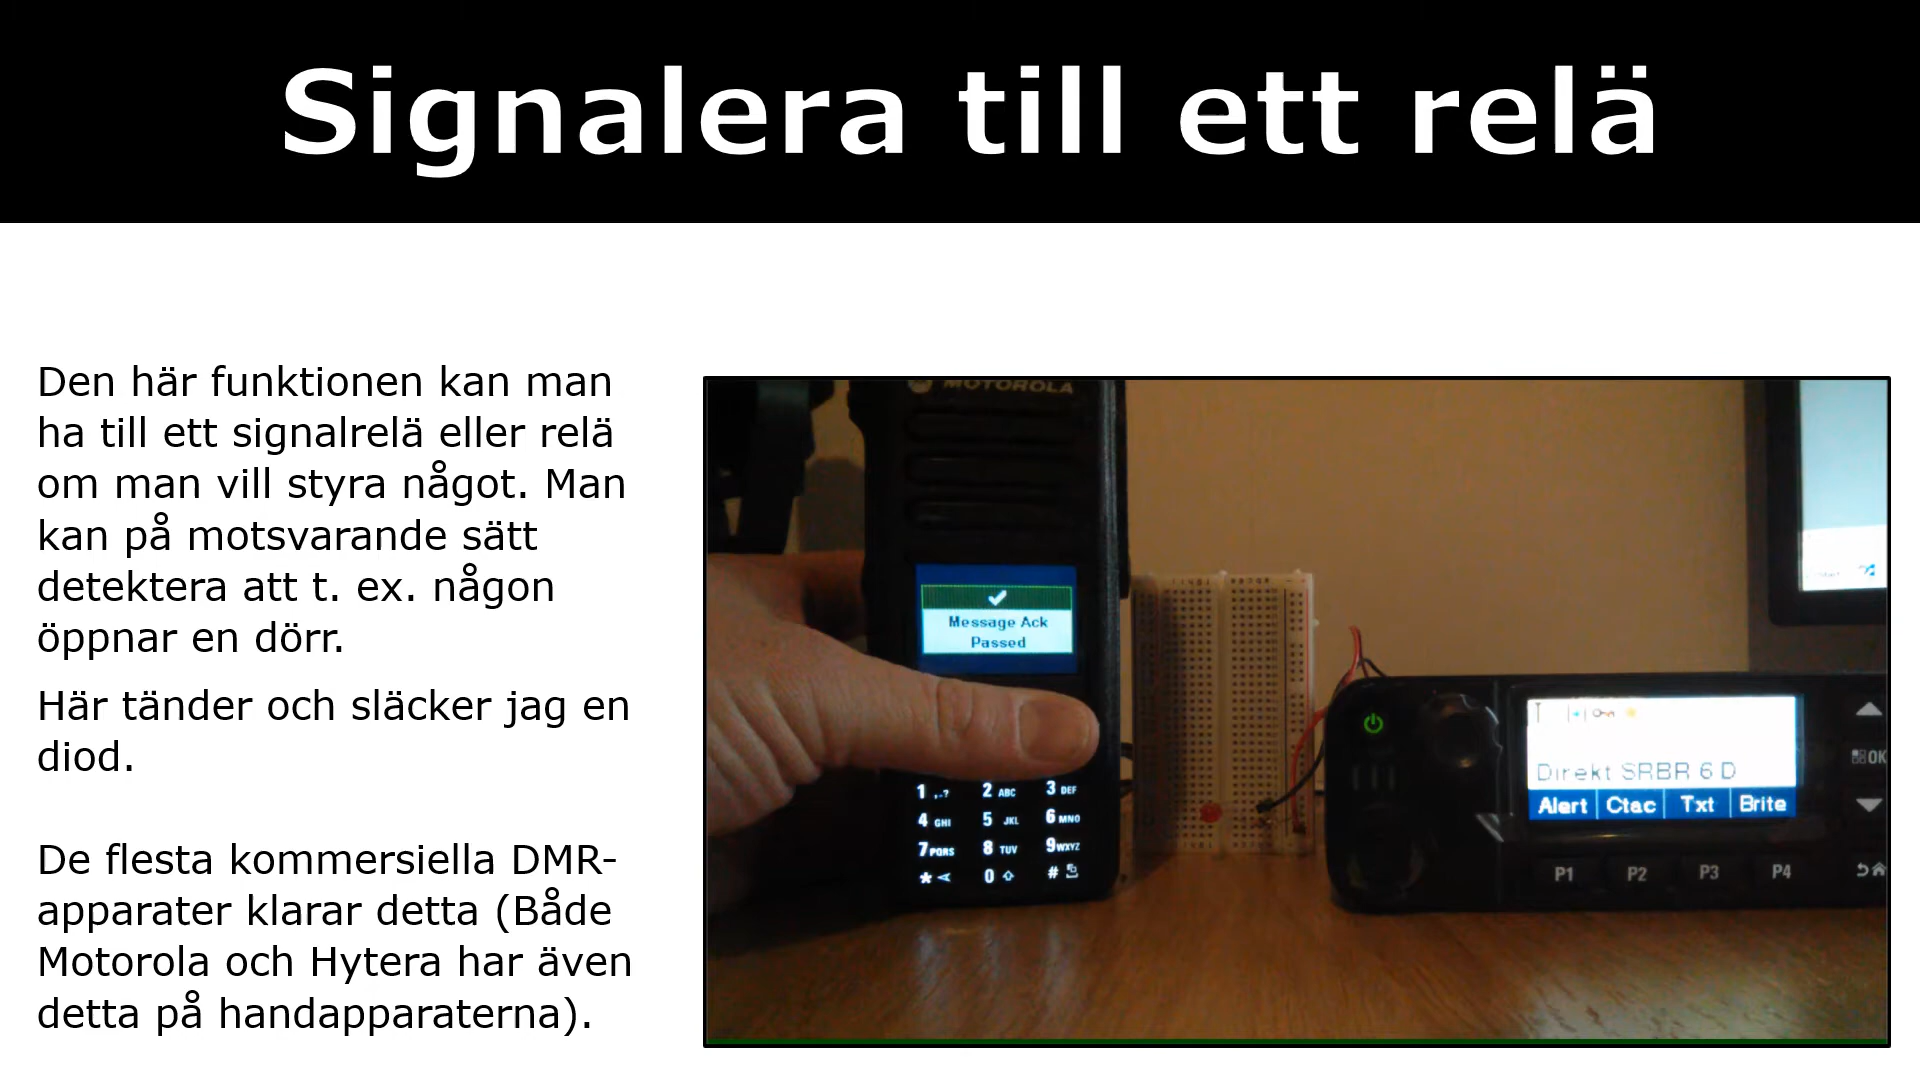 Signalera till ett relä
Den här funktionen kan man
ha till ett signalrelä eller relä
om man vill styra något. Man
kan på motsvarande sätt
detektera att t. ex. någon
öppnar en dörr.
Här tänder och släcker jag en
diod.
De flesta kommersiella DMR-
apparater klarar detta (Både
Motorola och Hytera har även
detta på handapparaterna).
MOTOROLA
Message Ack
Passed
1 ,.? 2 ABC 3 DEF
4 GHI 5 JKL 6 MNO
7 PQRS 8 TUV 9 WXYZ
* 0 #
Direkt SRBR 6 D
Alert Ctac Txt Brite
OK
P1 P2 P3 P4